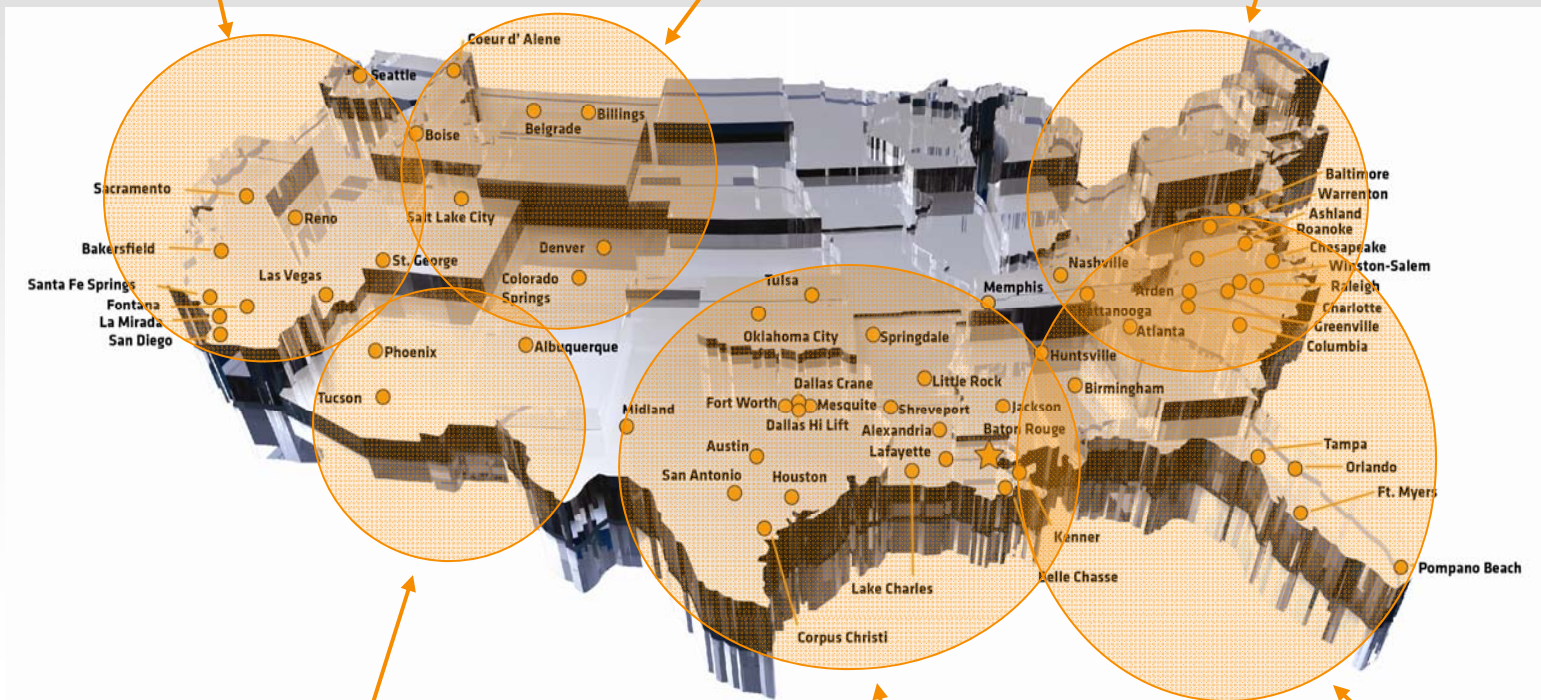 Coeur d' Alene
Seattle
Belgrade
Billings
Boise
Sacramento
Reno
Salt Lake City
Bakersfield
St. George
Denver
Las Vegas
Colorado
Springs
Santa Fe Springs
Fontana
La Mirada
San Diego
Phoenix
Albuquerque
Tucson
Tulsa
Oklahoma City
Springdale
Memphis
Nashville
Baltimore
Warrenton
Ashland
Roanoke
Chesapeake
Winston-Salem
Raleigh
Arden
Charlotte
Chattanooga
Greenville
Atlanta
Columbia
Huntsville
Birmingham
Little Rock
Dallas Crane
Fort Worth
Mesquite
Dallas Hi Lift
Shreveport
Jackson
Midland
Alexandria
Baton Rouge
Austin
Lafayette
San Antonio
Houston
Tampa
Orlando
Ft. Myers
Kenner
Belle Chasse
Pompano Beach
Lake Charles
Corpus Christi